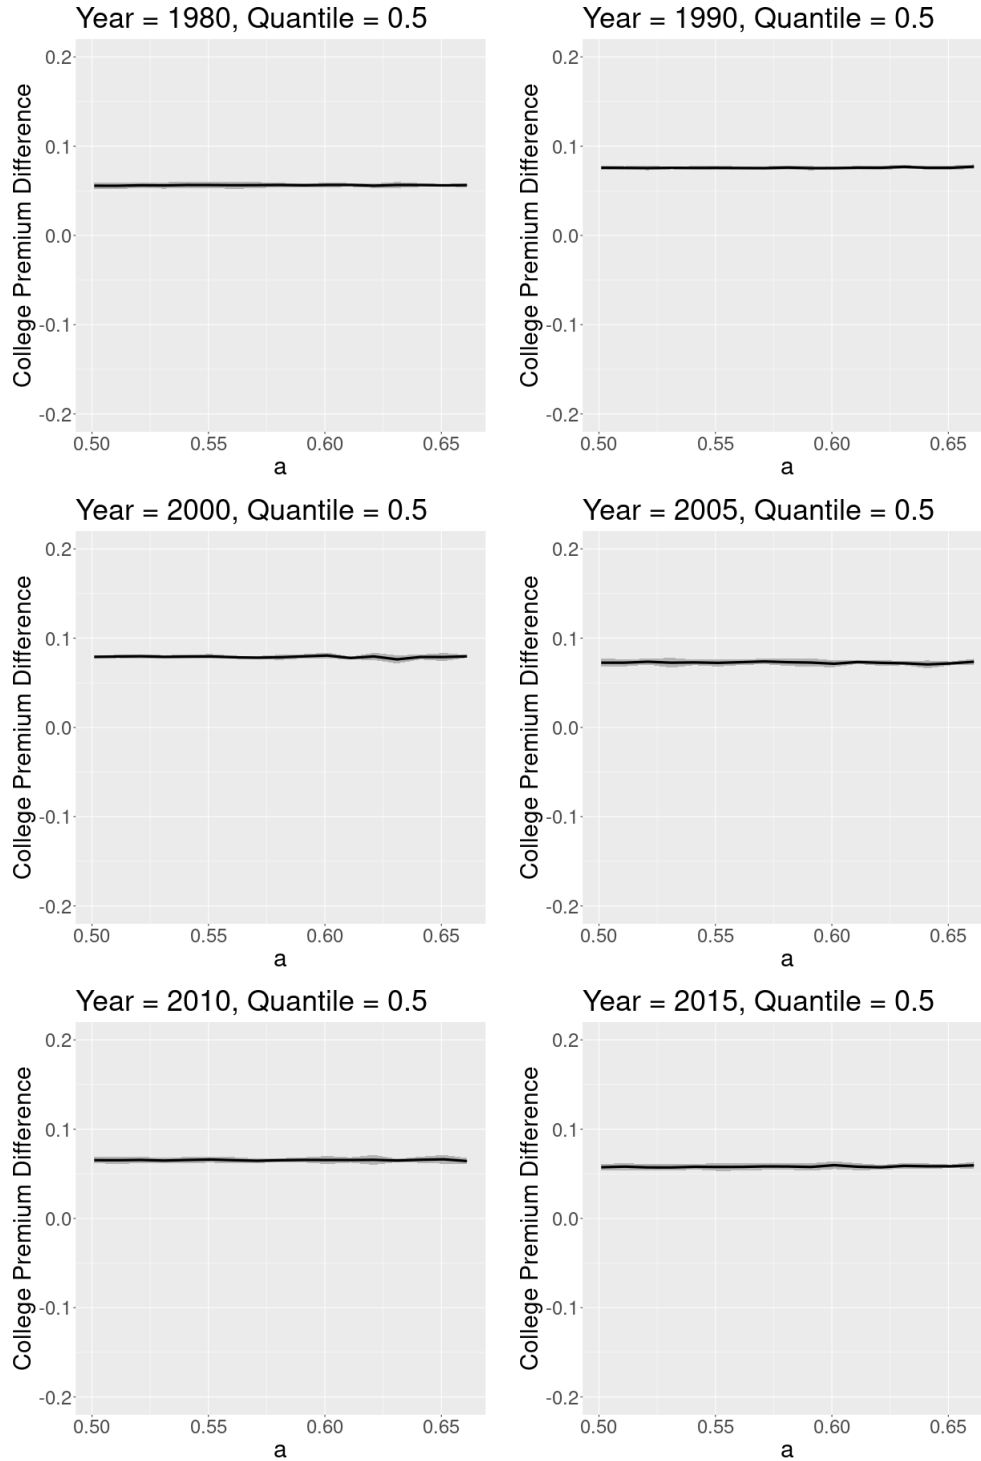 Year = 1980, Quantile = 0.5
College Premium Difference
0.2
0.1
0.0
-0.1
-0.2
0.50 0.55 0.60 0.65
a
Year = 1990, Quantile = 0.5
College Premium Difference
0.2
0.1
0.0
-0.1
-0.2
0.50 0.55 0.60 0.65
a
Year = 2000, Quantile = 0.5
College Premium Difference
0.2
0.1
0.0
-0.1
-0.2
0.50 0.55 0.60 0.65
a
Year = 2005, Quantile = 0.5
College Premium Difference
0.2
0.1
0.0
-0.1
-0.2
0.50 0.55 0.60 0.65
a
Year = 2010, Quantile = 0.5
College Premium Difference
0.2
0.1
0.0
-0.1
-0.2
0.50 0.55 0.60 0.65
a
Year = 2015, Quantile = 0.5
College Premium Difference
0.2
0.1
0.0
-0.1
-0.2
0.50 0.55 0.60 0.65
a